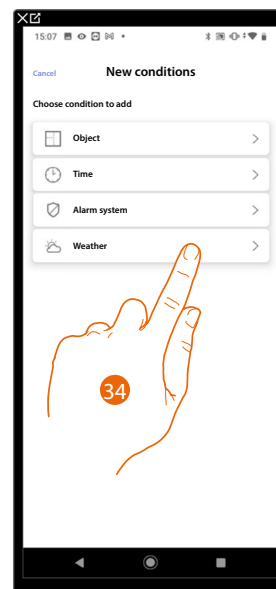 15:07
Cancel New conditions
Choose condition to add
Object
Time
Alarm system
Weather
34